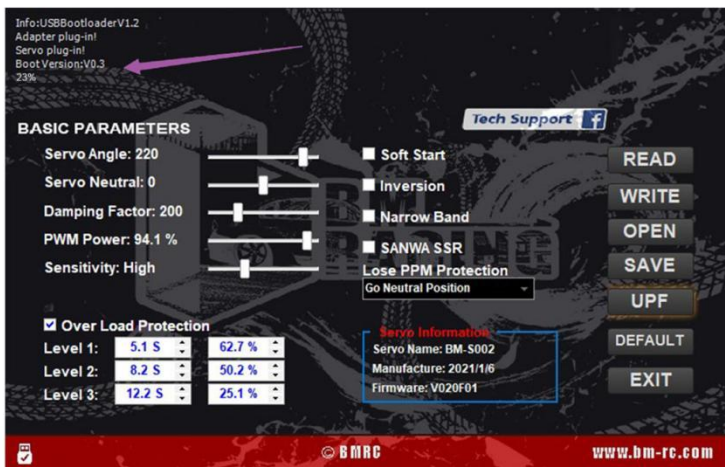 Info:USBBootloaderV1.2
Adapter plug-in!
Servo plug-in!
Boot Version:V0.3
23%
Tech Support f
BASIC PARAMETERS
Servo Angle: 220
Servo Neutral: 0
Damping Factor: 200
PWM Power: 94.1 %
Sensitivity: High
Soft Start
Inversion
Narrow Band
SANWA SSR
Lose PPM Protection
Go Neutral Position
BM
RACING
READ
WRITE
OPEN
SAVE
UPF
DEFAULT
EXIT
Over Load Protection
Level 1: 5.1 S 62.7 %
Level 2: 8.2 S 50.2 %
Level 3: 12.2 S 25.1 %
Servo Information
Servo Name: BM-S002
Manufacture: 2021/1/6
Firmware: V020F01
© BMRC
www.bm-rc.com